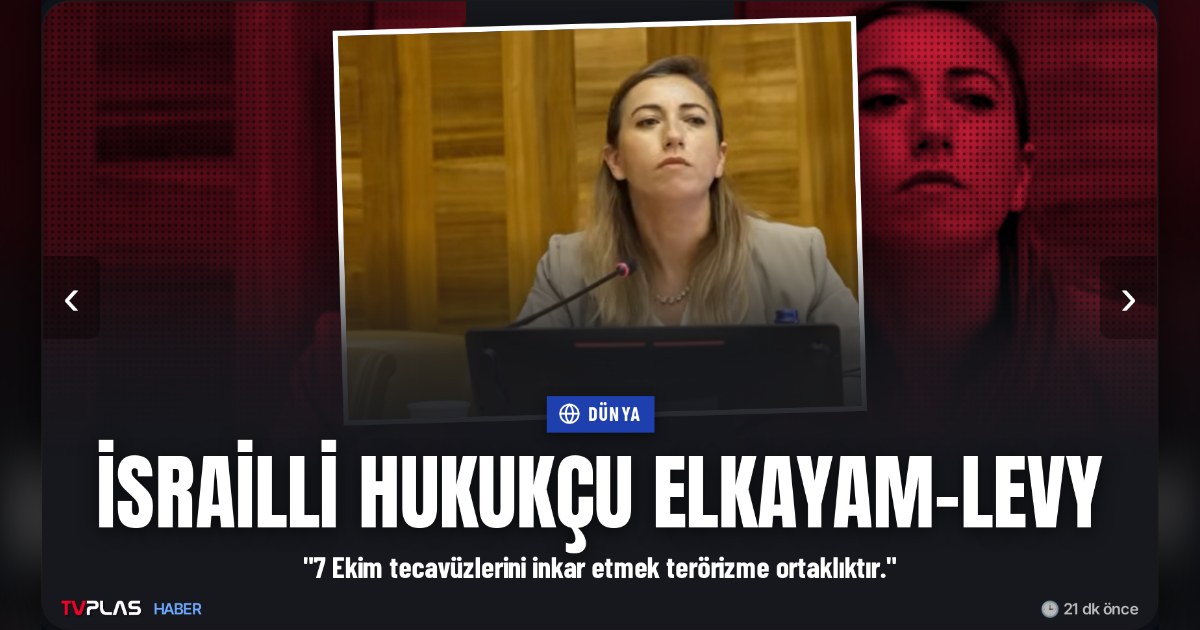 DÜNYA
İSRAİLLİ HUKUKÇU ELKAYAM-LEVY
"7 Ekim tecavüzlerini inkar etmek terörizme ortaklıktır."
TVPLAS HABER
21 dk önce